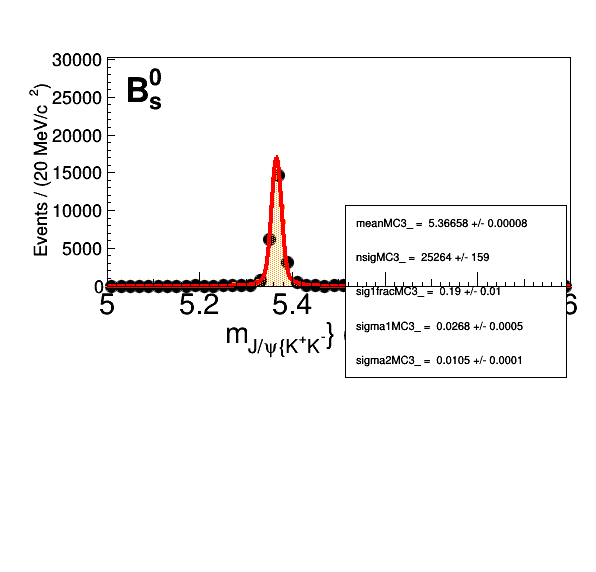 30000
25000
20000
15000
10000
5000
0
Events / (20 MeV/c 2)
B0s
5 5.2 5.4 6
mJ/ψ{K+K-} (
meanMC3_ = 5.36658 +/- 0.00008
nsigMC3_ = 25264 +/- 159
sig1fracMC3_ = 0.19 +/- 0.01
sigma1MC3_ = 0.0268 +/- 0.0005
sigma2MC3_ = 0.0105 +/- 0.0001